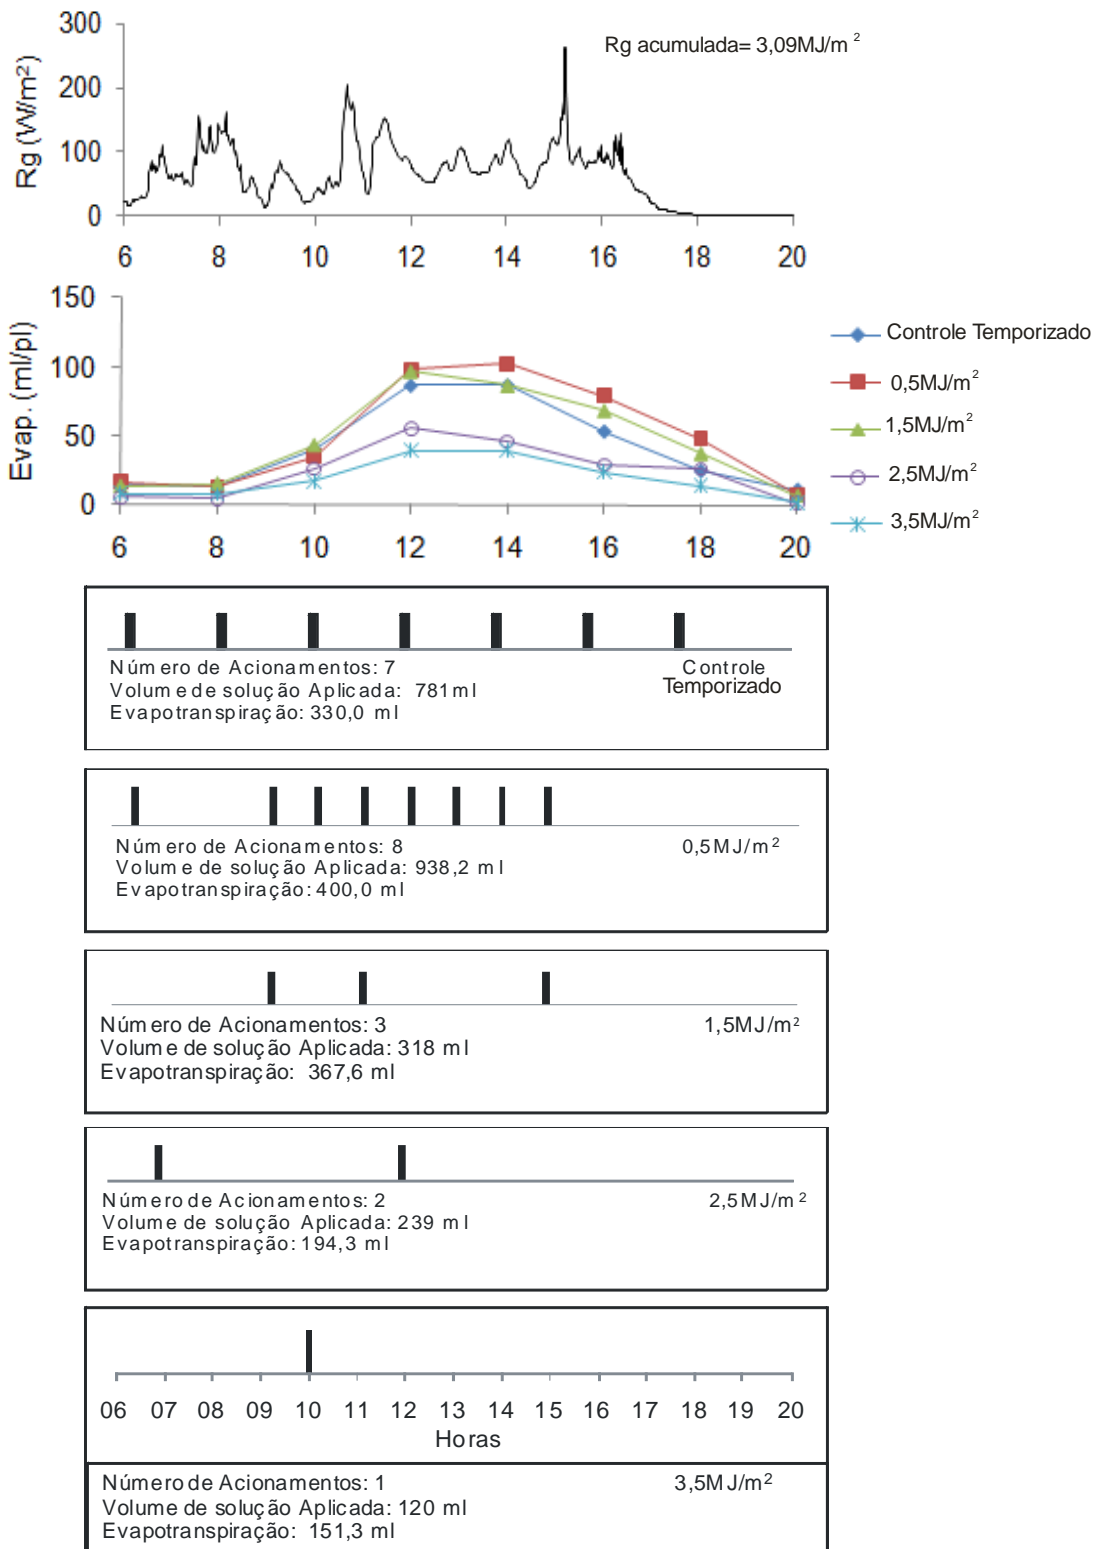 300
200
100
0
Rg (W/m²)
Rg acumulada= 3,09MJ/m²
6 8 10 12 14 16 18 20
150
100
50
0
Evap. (ml/pl)
6 8 10 12 14 16 18 20
Controle Temporizado
0,5MJ/m²
1,5MJ/m²
2,5MJ/m²
3,5MJ/m²
Número de Acionamentos: 7
Controle
Volume de solução Aplicada: 781ml
Temporizado
Evapotranspiração: 330,0 ml
Número de Acionamentos: 8
0,5MJ/m²
Volume de solução Aplicada: 938,2 ml
Evapotranspiração: 400,0 ml
Número de Acionamentos: 3
1,5MJ/m²
Volume de solução Aplicada: 318 ml
Evapotranspiração: 367,6 ml
Número de Acionamentos: 2
2,5MJ/m²
Volume de solução Aplicada: 239 ml
Evapotranspiração: 194,3 ml
06 07 08 09 10 11 12 13 14 15 16 17 18 19 20
Horas
Número de Acionamentos: 1
3,5MJ/m²
Volume de solução Aplicada: 120 ml
Evapotranspiração: 151,3 ml